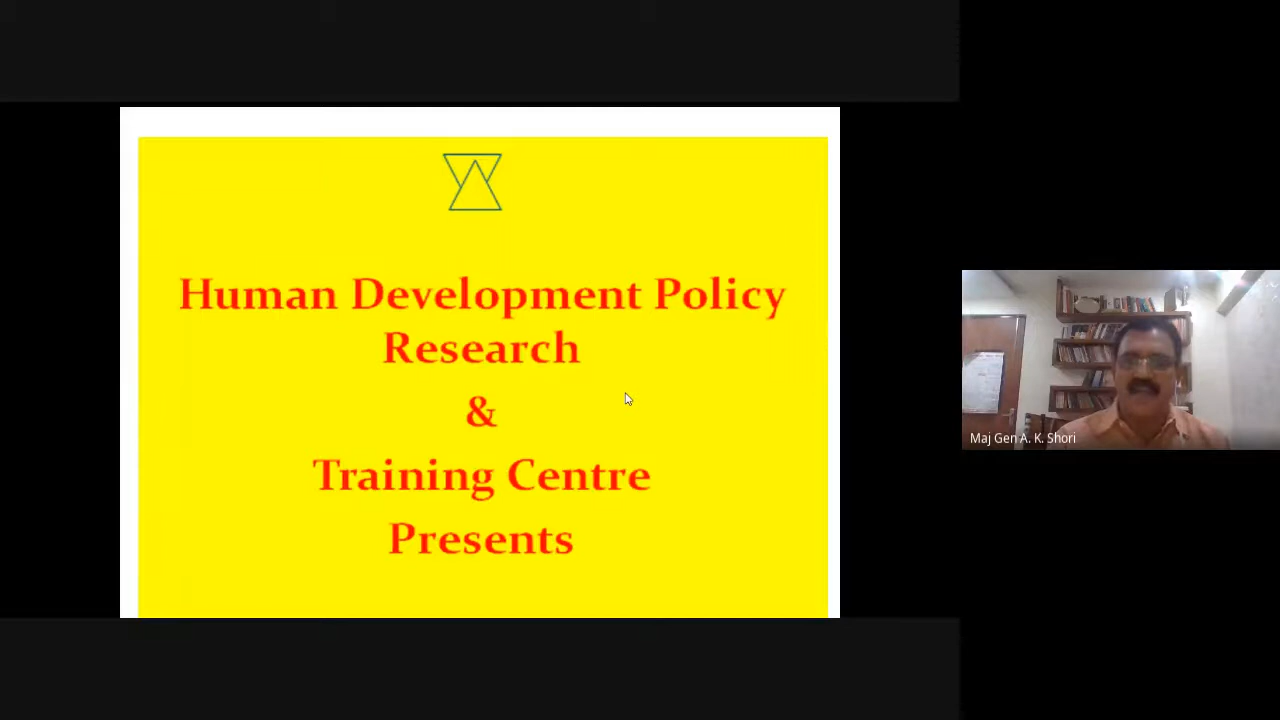 Human Development Policy
Research
&
Training Centre
Presents
Maj Gen A. K. Shori